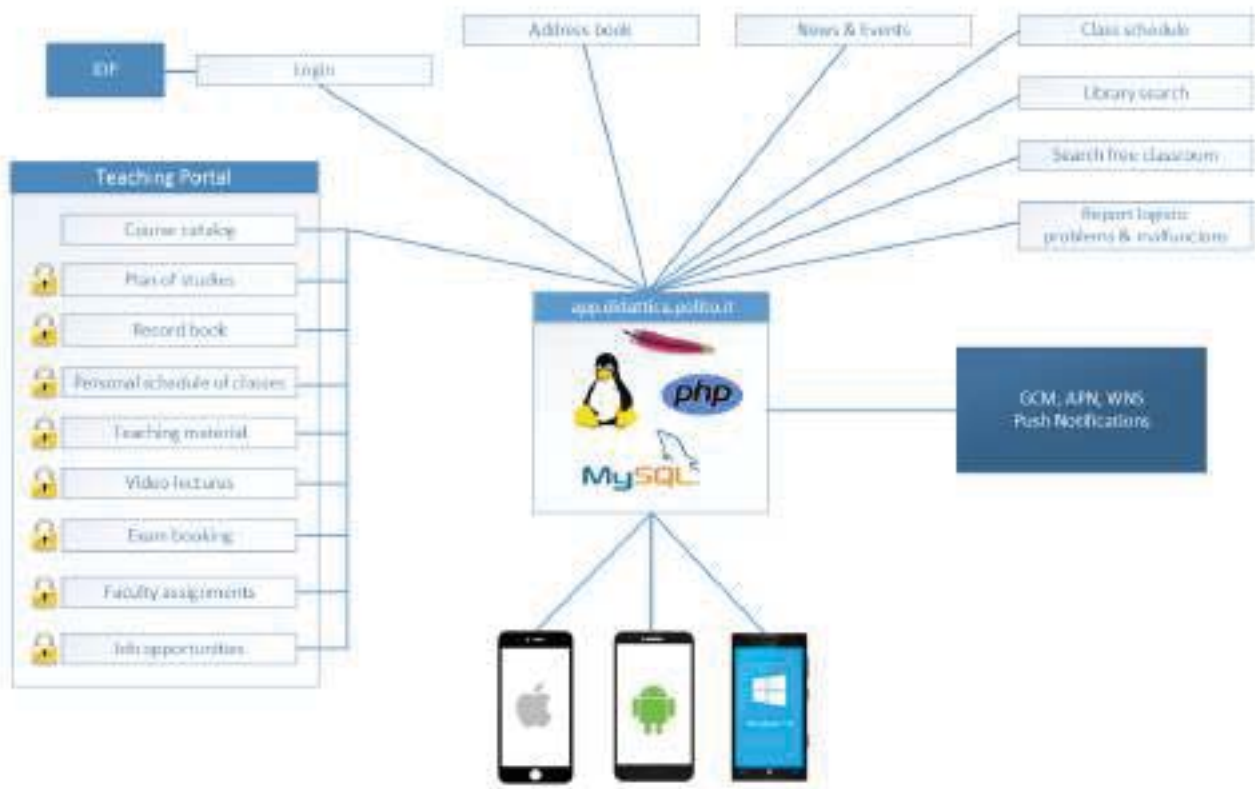 Address book
News & Events
Class schedule
IDP
Login
Library search
Search free classroom
Report logistic
problems & malfunctions
Teaching Portal
Course catalog
Plan of studies
Record book
Personal schedule of classes
Teaching material
Video lectures
Exam booking
Faculty assignments
Job opportunities
app.didattica.polito.it
php
MySQL
GCM, APN, WNS
Push Notifications